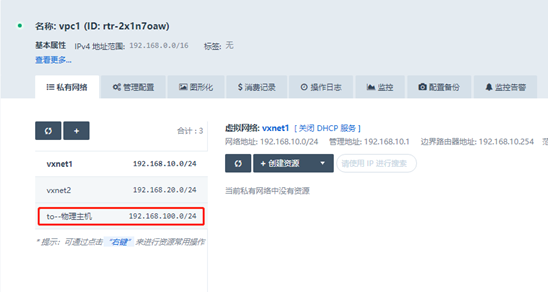 名称: vpc1 (ID: rtr-2x1n7oaw)
基本属性 IPv4 地址范围: 192.168.0.0/16 标签: 无
查看更多...
私有网络 管理配置 图形化 $ 消费记录 操作日志 监控 配置备份 监控告警
+ 合计 : 3
vxnet1 192.168.10.0/24
vxnet2 192.168.20.0/24
to--物理主机 192.168.100.0/24
* 提示：可通过点击 “右键” 来进行资源常用操作
虚拟网络: vxnet1 [ 关闭 DHCP 服务 ]
网络地址: 192.168.10.0/24 管理地址: 192.168.10.1 边界路由器地址: 192.168.10.254
+ 创建资源 请使用 IP 进行搜索
当前私有网络中没有资源